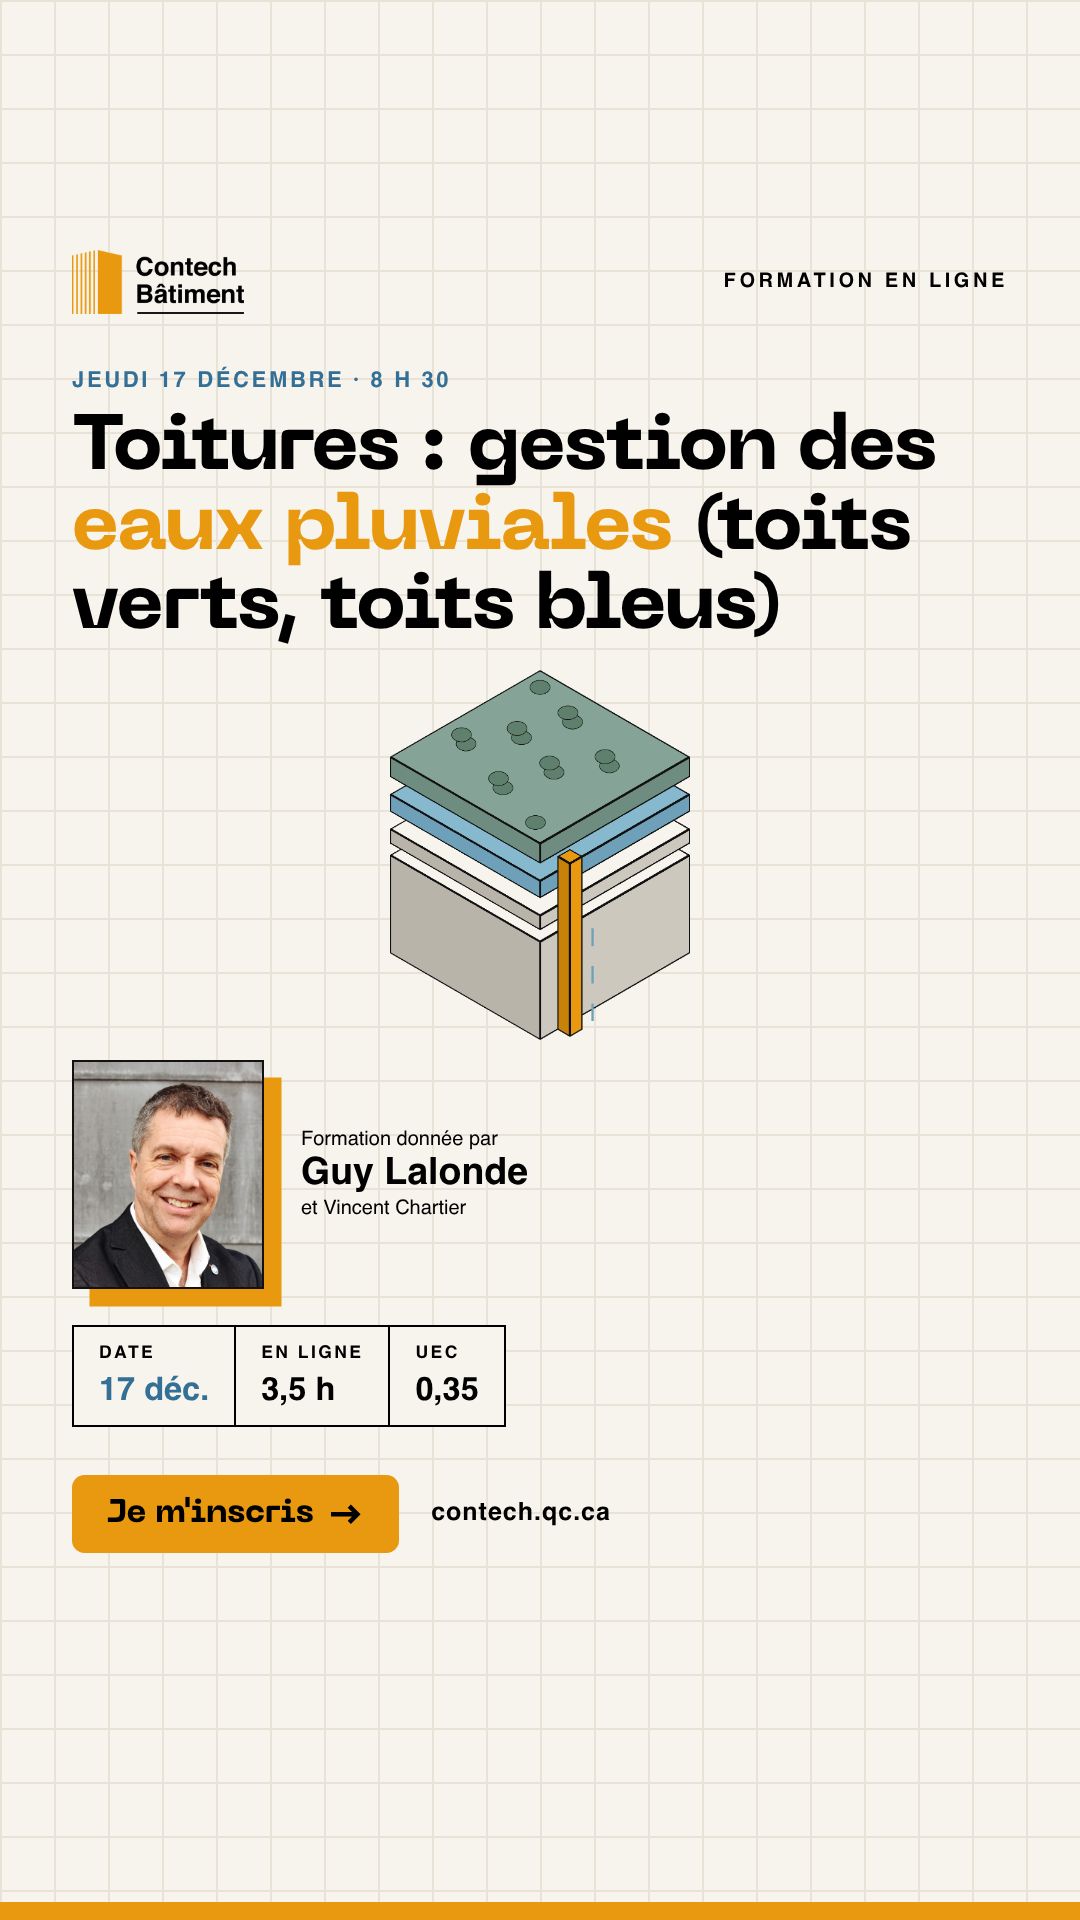 Contech
Bâtiment
FORMATION EN LIGNE
JEUDI 17 DÉCEMBRE · 8 H 30
Toitures : gestion des
eaux pluviales (toits
verts, toits bleus)
Formation donnée par
Guy Lalonde
et Vincent Chartier
DATE
17 déc.
EN LIGNE
3,5 h
UEC
0,35
Je m'inscris →
contech.qc.ca